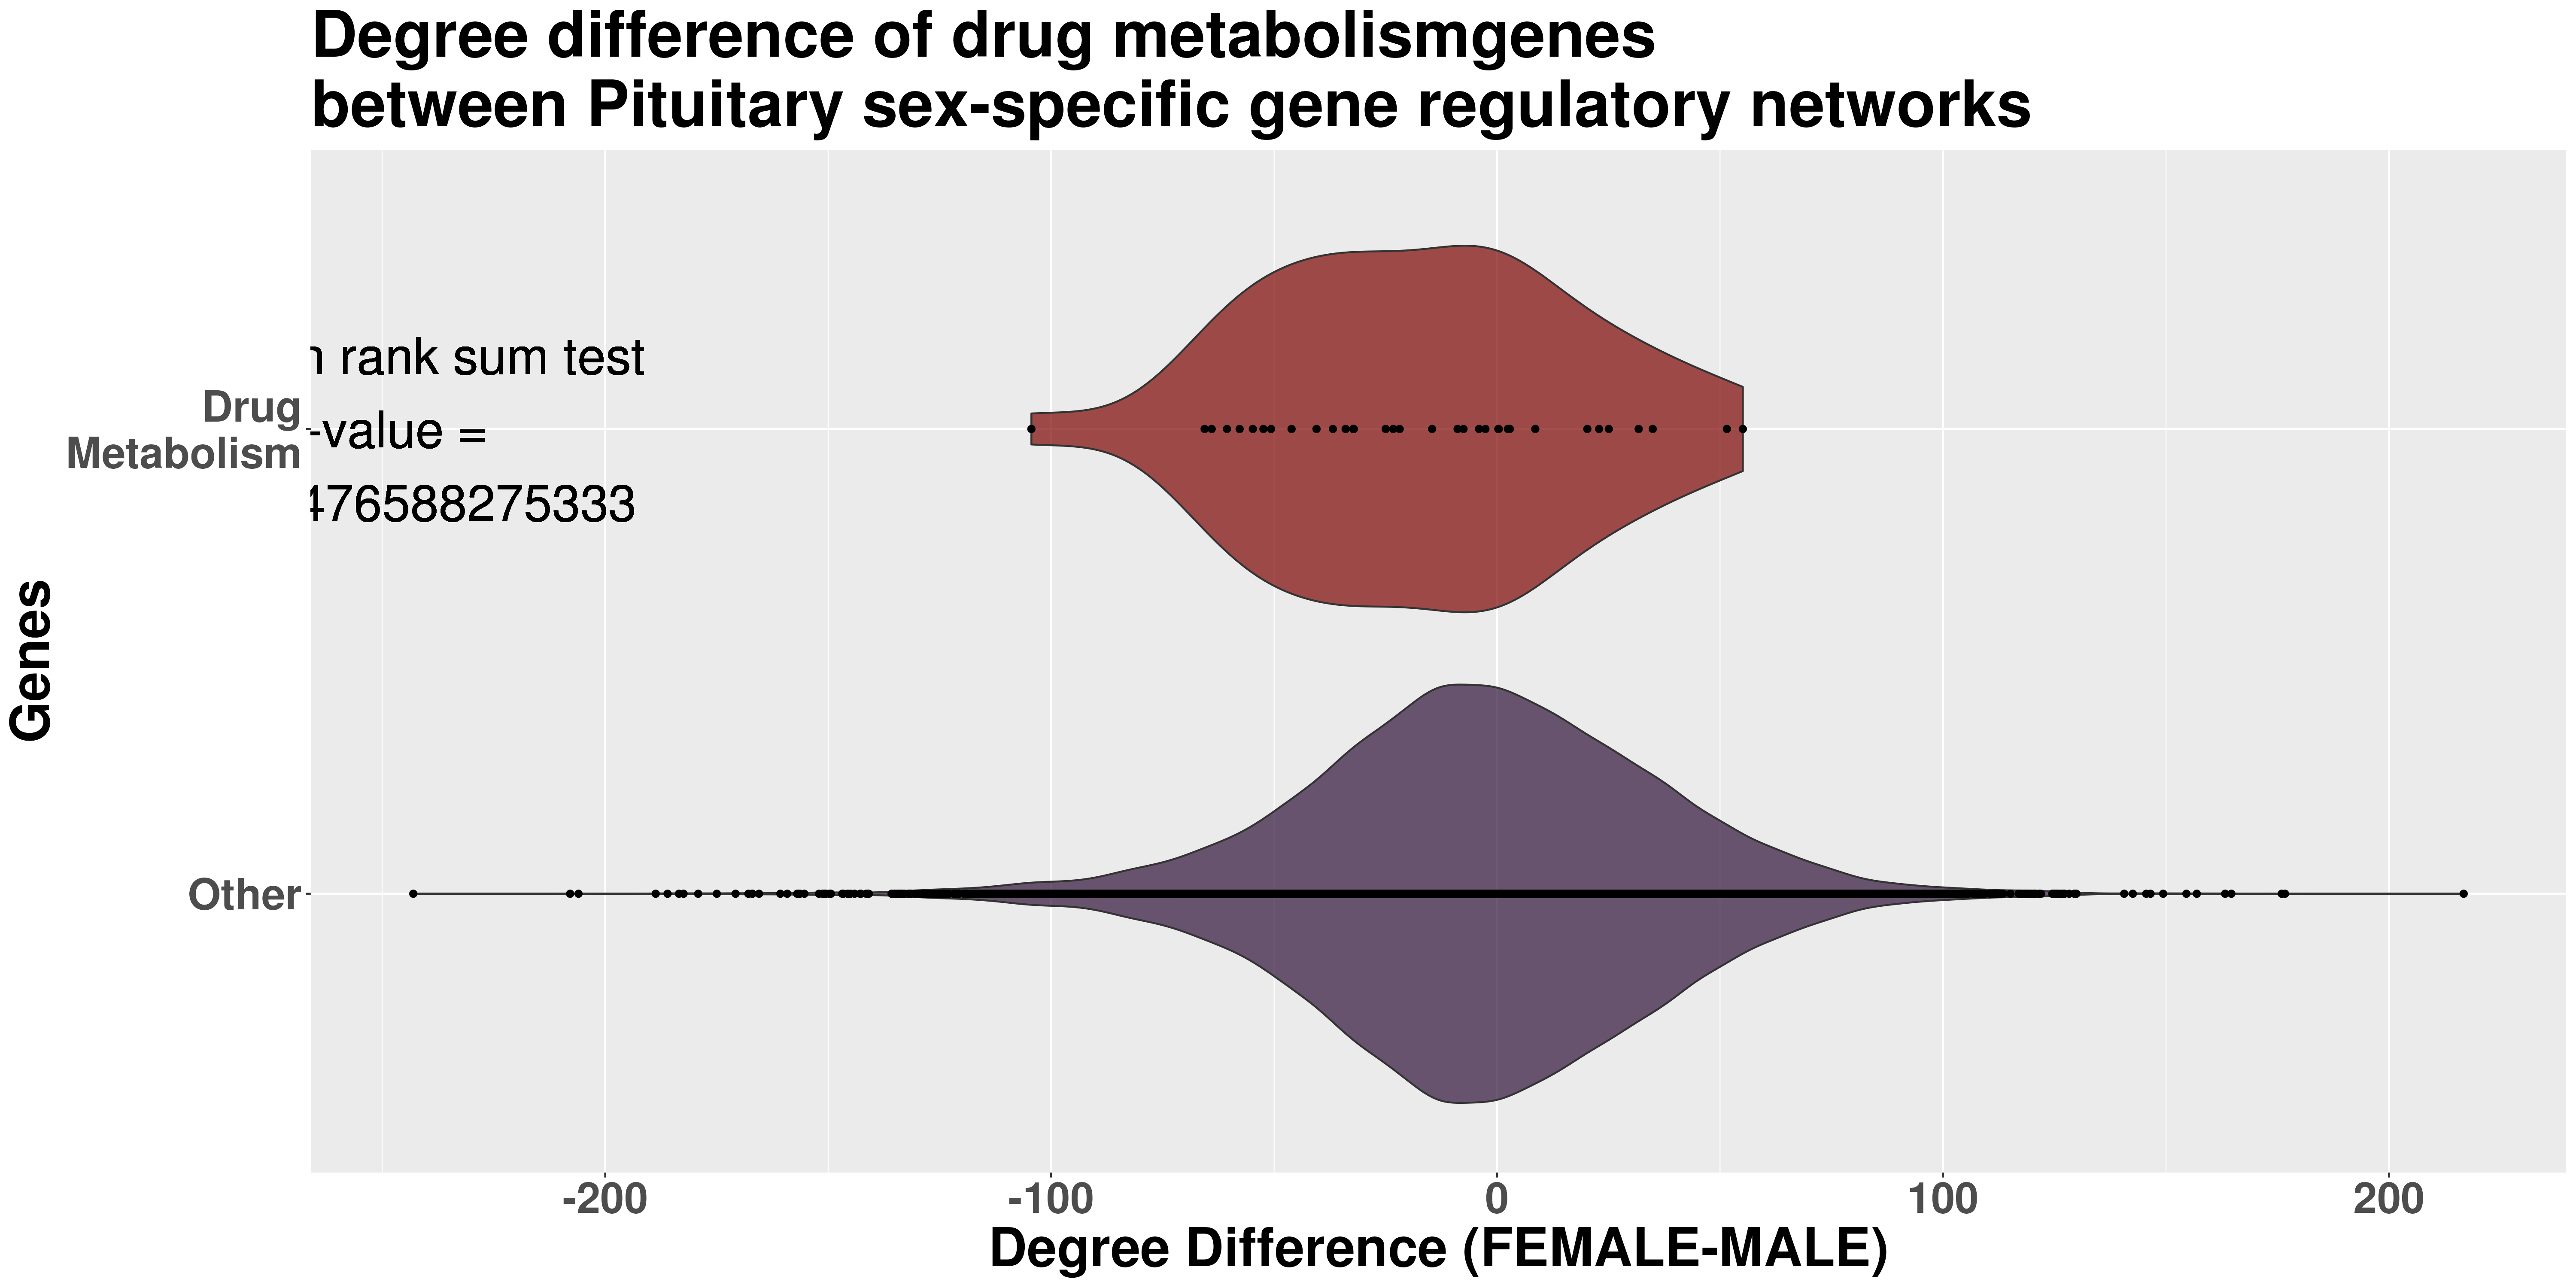 Degree difference of drug metabolismgenes
between Pituitary sex-specific gene regulatory networks
rank sum test
-value =
476588275333
Drug
Metabolism
Other
Genes
-200 -100 0 100 200
Degree Difference (FEMALE-MALE)